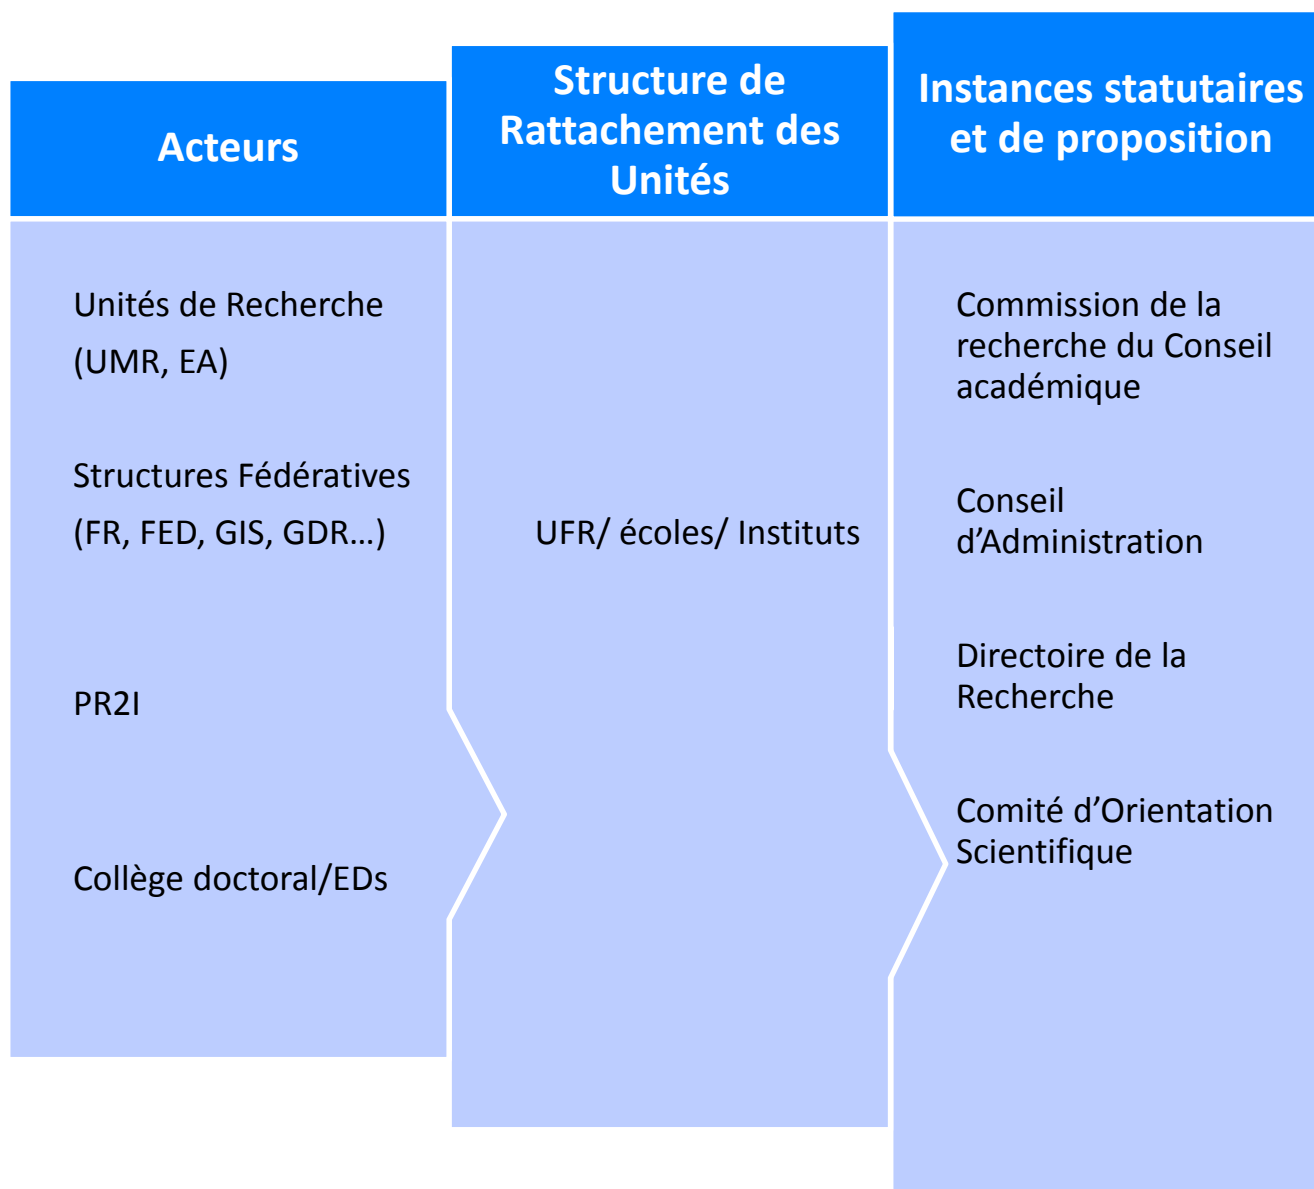 Acteurs
Unités de Recherche
(UMR, EA)
Structures Fédératives
(FR, FED, GIS, GDR…)
PR2I
Collège doctoral/EDs
Structure de
Rattachement des
Unités
UFR/ écoles/ Instituts
Instances statutaires
et de proposition
Commission de la
recherche du Conseil
académique
Conseil
d’Administration
Directoire de la
Recherche
Comité d’Orientation
Scientifique